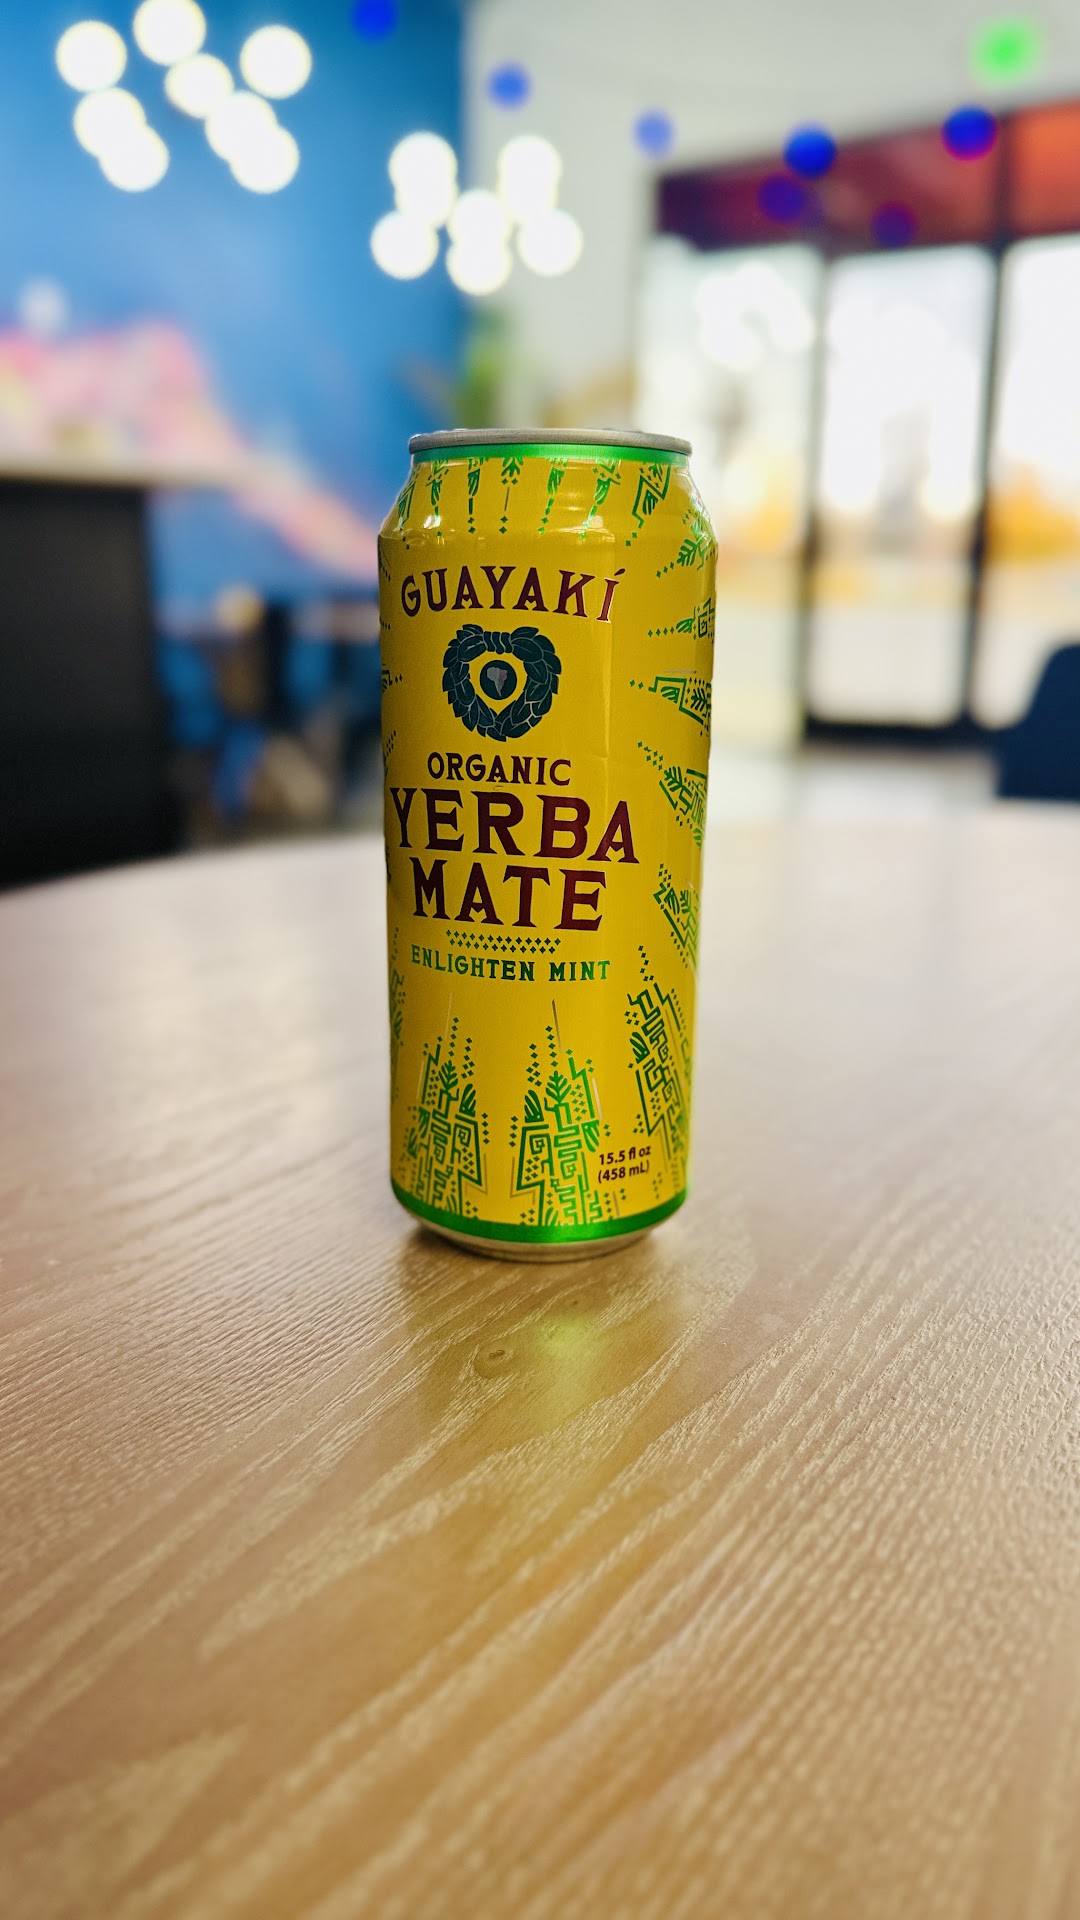 GUAYAKÍ
ORGANIC
YERBA
MATE
ENLIGHTEN MINT
15.5 fl oz
(458 mL)